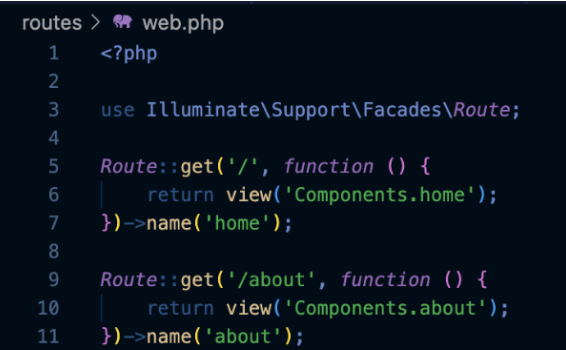 routes > web.php
1 <?php
2
3 use Illuminate\Support\Facades\Route;
4
5 Route::get('/', function () {
6     return view('Components.home');
7 })->name('home');
8
9 Route::get('/about', function () {
10     return view('Components.about');
11 })->name('about');